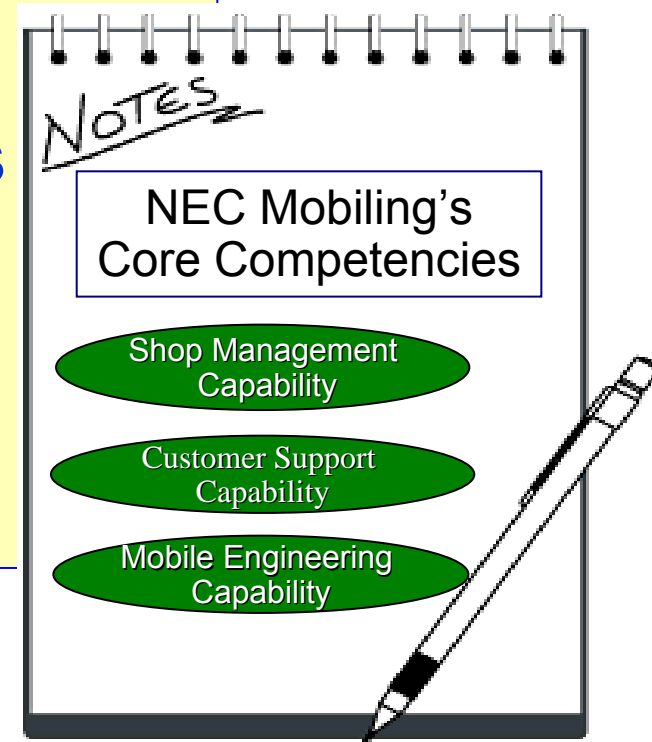 NOTES
NEC Mobiling's
Core Competencies
Shop Management
Capability
Customer Support
Capability
Mobile Engineering
Capability